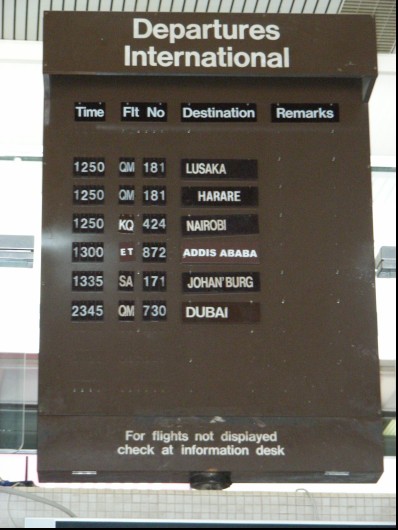 Departures
International
Time Flt No Destination Remarks
1250 QM 181 LUSAKA
1250 QM 181 HARARE
1250 KQ 424 NAIROBI
1300 ET 872 ADDIS ABABA
1335 SA 171 JOHAN'BURG
2345 QM 730 DUBAI
For flights not displayed
check at information desk